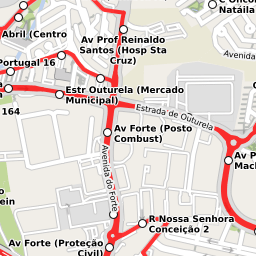 C Oncol
Natália
Abril (Centro
Av Prof Reinaldo
Santos (Hosp Sta
Cruz)
Avenida
Portugal 16
Estr Outurela (Mercado
Municipal)
164
Estrada de Outurela
Av Forte (Posto
Combust)
Avenida do Forte
Av P
Mach
ein
R Nossa Senhora
Conceição 2
Av Forte (Proteção
Civil)